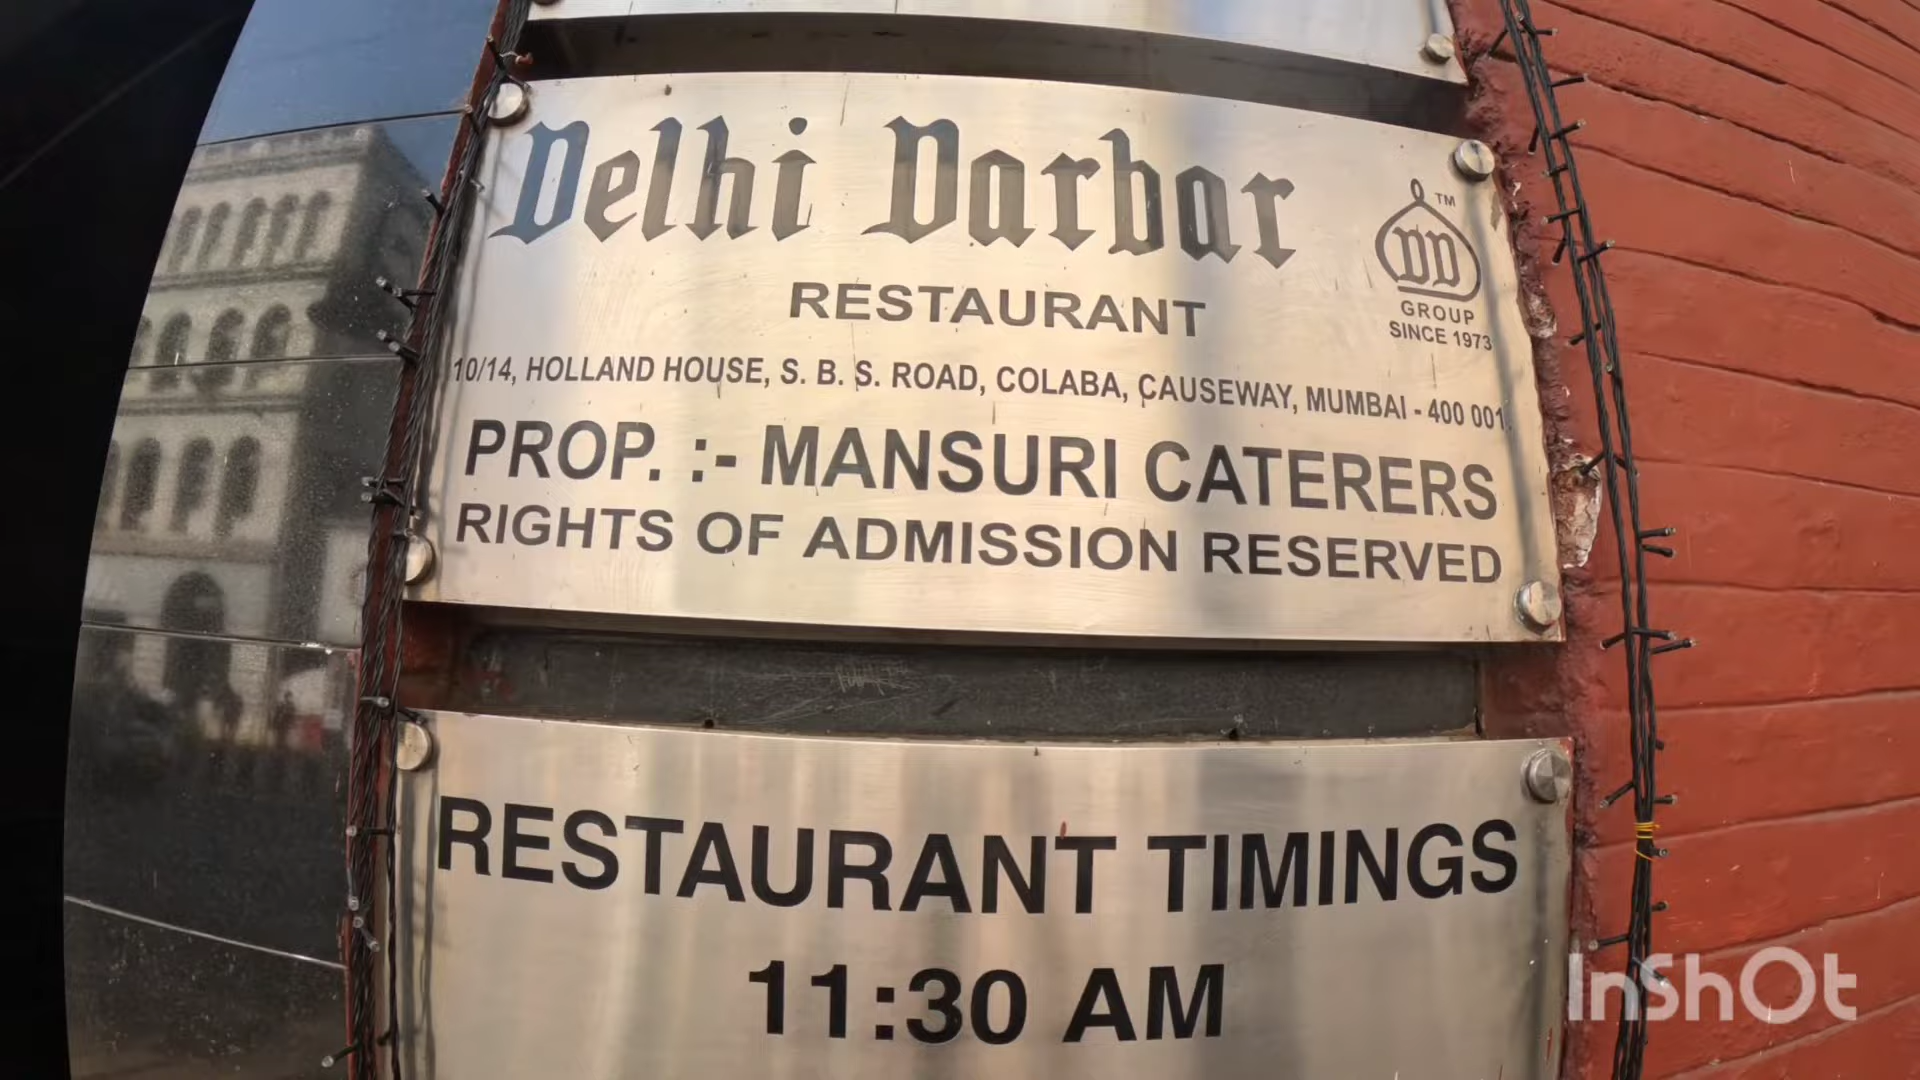 Delhi Darbar
TM
DD
GROUP
SINCE 1973
RESTAURANT
10/14, HOLLAND HOUSE, S. B. S. ROAD, COLABA, CAUSEWAY, MUMBAI - 400 001.
PROP. :- MANSURI CATERERS
RIGHTS OF ADMISSION RESERVED
RESTAURANT TIMINGS
11:30 AM
InShOt